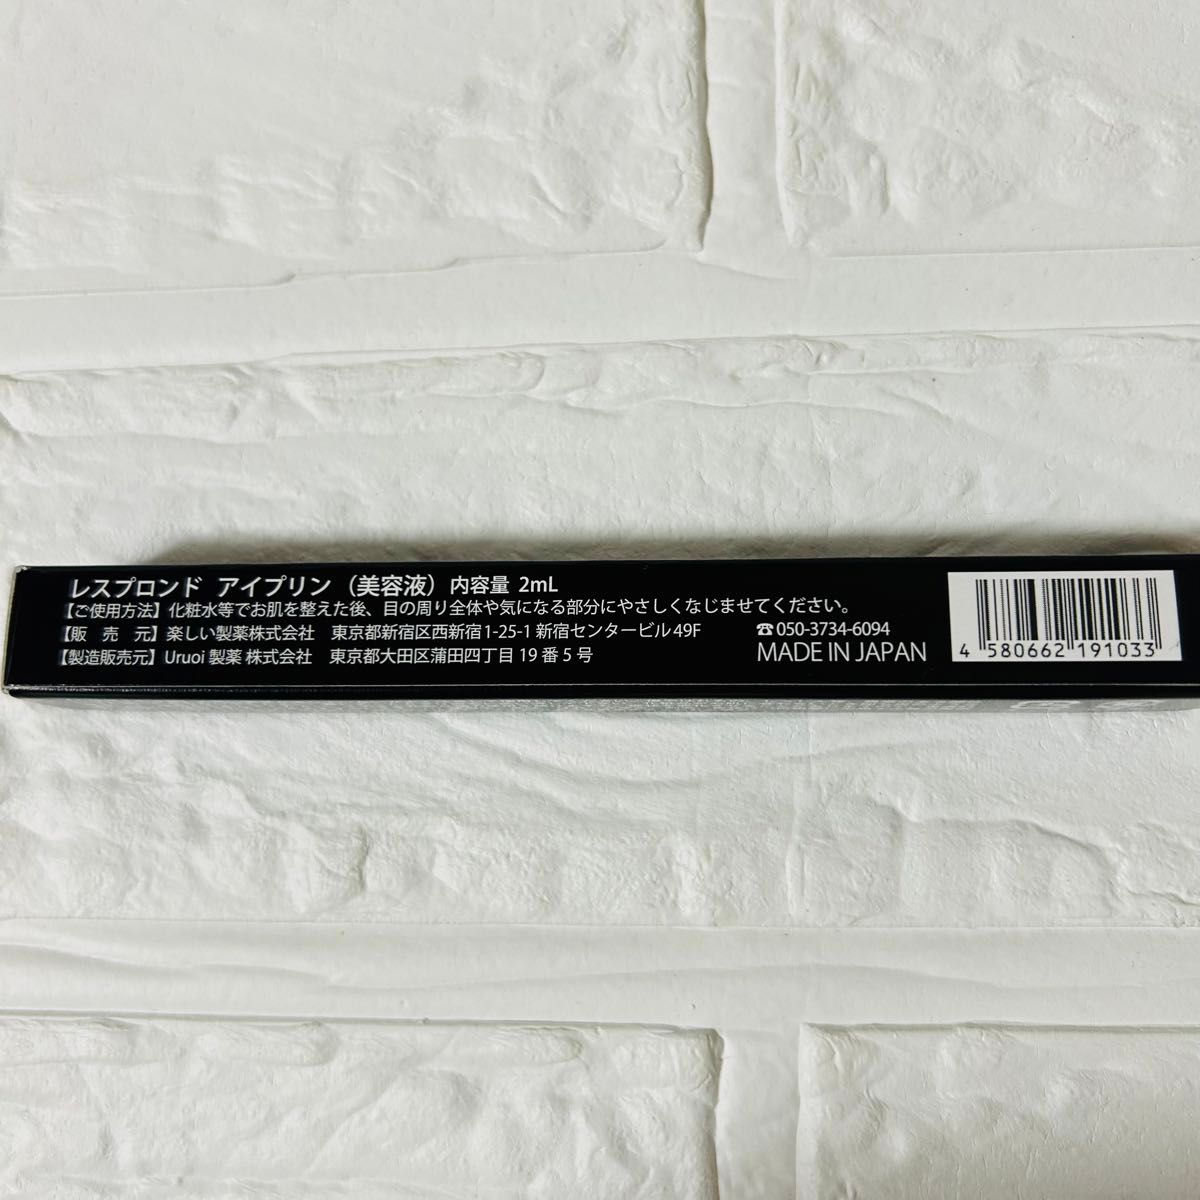 レスプロンド アイプリン (美容液) 内容量 2mL
【ご使用方法】化粧水等でお肌を整えた後、目の周り全体や気になる部分にやさしくなじませてください。
【販 売 元】楽しい製薬株式会社 東京都新宿区西新宿1-25-1 新宿センタービル49F ☎050-3734-6094
【製造販売元】Uruoi 製薬 株式会社 東京都大田区蒲田四丁目19番5号 MADE IN JAPAN
4 580662 191033